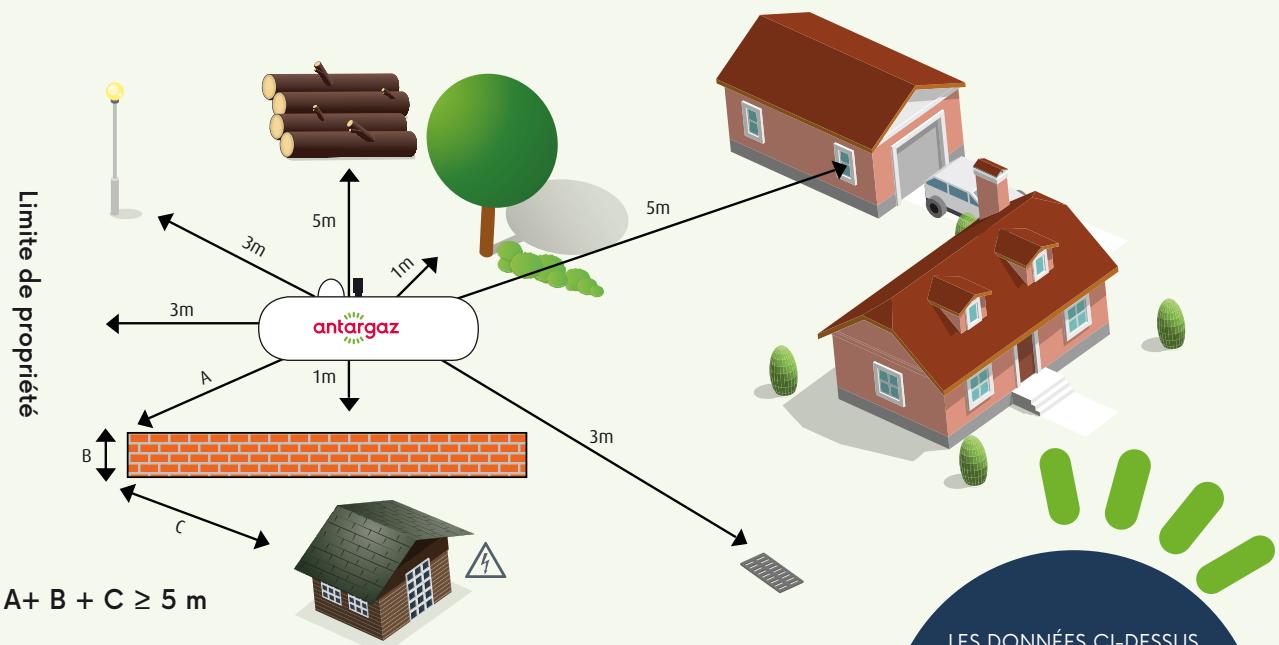 5m
3m
1m
5m
3m
antargaz
Limite de propriété
A
1m
3m
B
C
A+ B + C ≥ 5 m
LES DONNÉES CI-DESSUS